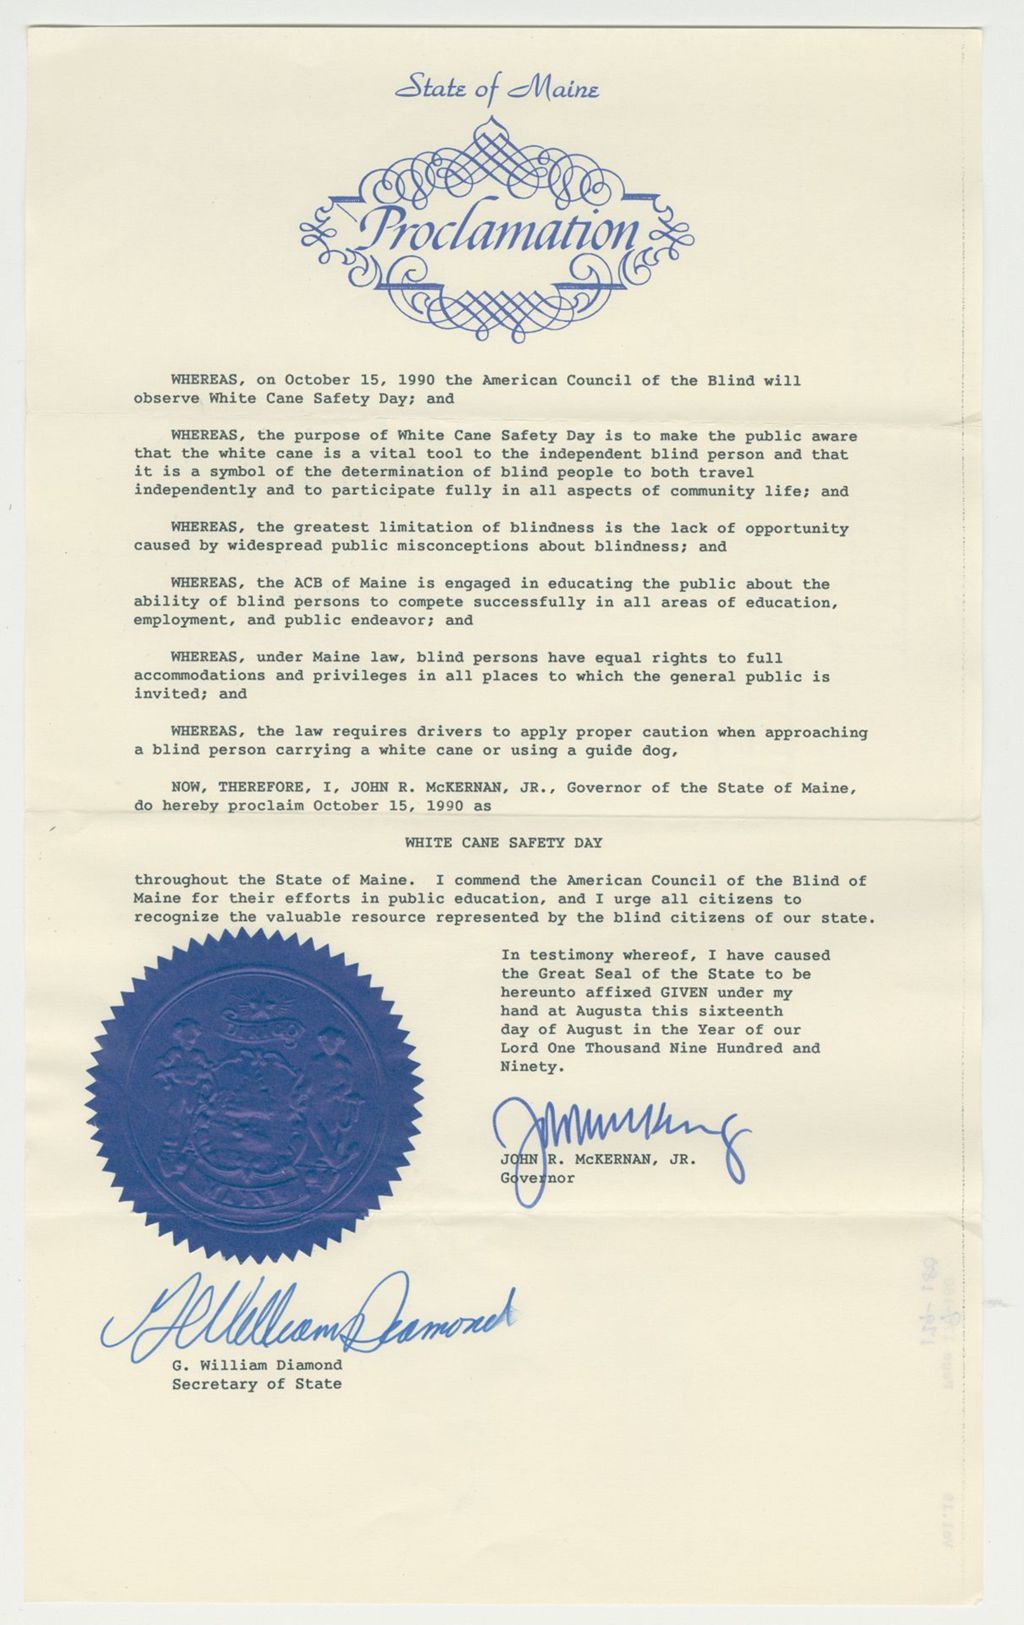 State of Maine
Proclamation
WHEREAS, on October 15, 1990 the American Council of the Blind will
observe White Cane Safety Day; and
WHEREAS, the purpose of White Cane Safety Day is to make the public aware
that the white cane is a vital tool to the independent blind person and that
it is a symbol of the determination of blind people to both travel
independently and to participate fully in all aspects of community life; and
WHEREAS, the greatest limitation of blindness is the lack of opportunity
caused by widespread public misconceptions about blindness; and
WHEREAS, the ACB of Maine is engaged in educating the public about the
ability of blind persons to compete successfully in all areas of education,
employment, and public endeavor; and
WHEREAS, under Maine law, blind persons have equal rights to full
accommodations and privileges in all places to which the general public is
invited; and
WHEREAS, the law requires drivers to apply proper caution when approaching
a blind person carrying a white cane or using a guide dog,
NOW, THEREFORE, I, JOHN R. McKERNAN, JR., Governor of the State of Maine,
do hereby proclaim October 15, 1990 as
WHITE CANE SAFETY DAY
throughout the State of Maine. I commend the American Council of the Blind of
Maine for their efforts in public education, and I urge all citizens to
recognize the valuable resource represented by the blind citizens of our state.
In testimony whereof, I have caused
the Great Seal of the State to be
hereunto affixed GIVEN under my
hand at Augusta this sixteenth
day of August in the Year of our
Lord One Thousand Nine Hundred and
Ninety.
JOHN R. McKERNAN, JR.
Governor
DIRIGO
G William Diamond
G. William Diamond
Secretary of State
179-180
Vol.18